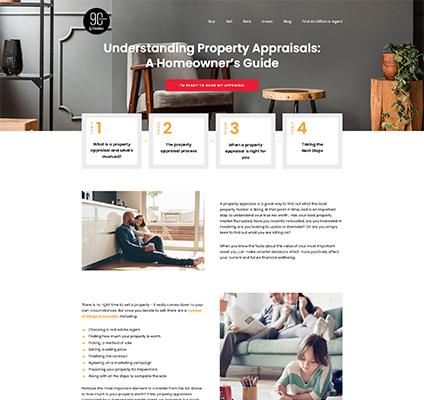 90
Buy Sell Rent Invest Blog Find An Office or Agent
Understanding Property Appraisals:
A Homeowner's Guide
I'M READY TO BOOK MY APPRAISAL
1
What is a property
appraisal and what's
involved?
2
The property
appraisal process
3
When a property
appraisal is right for
you
4
Taking the
Next Steps
A property appraisal is a great way to find out what the local
property market is doing at that point in time, and is an important
step to understand your true net worth. Has your local property
market fluctuated, have you recently renovated, are you interested in
investing, are you looking to upsize or downsize? Or are you simply
keen to find out what you are sitting on?
When you know the facts about the value of your most important
asset you can make smarter decisions which more positively affect
your current and future financial wellbeing.
There is no right time to sell a property - it really comes down to your
own circumstances. But once you decide to sell, there are a number
of things to consider, including:
Choosing a real estate agent
Finding how much your property is worth
Picking a method of sale
Setting a selling price
Finalising the contract
Agreeing on a marketing campaign
Preparing your property for inspections
Along with all the steps to complete the sale
Perhaps the most important element to consider from the list above
is how much is your property worth? Free property appraisers